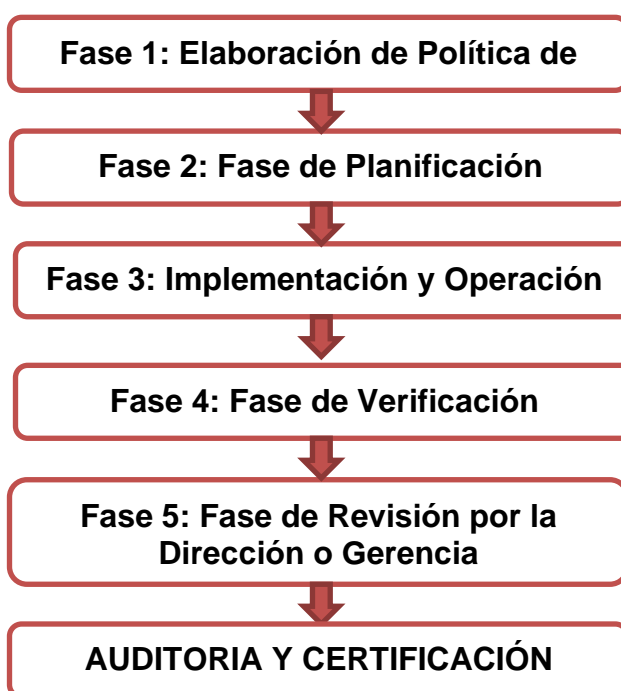 Fase 1: Elaboración de Política de
Fase 2: Fase de Planificación
Fase 3: Implementación y Operación
Fase 4: Fase de Verificación
Fase 5: Fase de Revisión por la
Dirección o Gerencia
AUDITORIA Y CERTIFICACIÓN